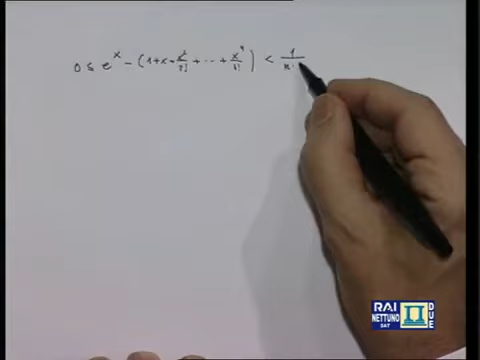 0 ≤ e^x - (1+x+x²/2!+...+x^n/n!) < 1/n!
RAI
NETTUNO
SAT
DUE